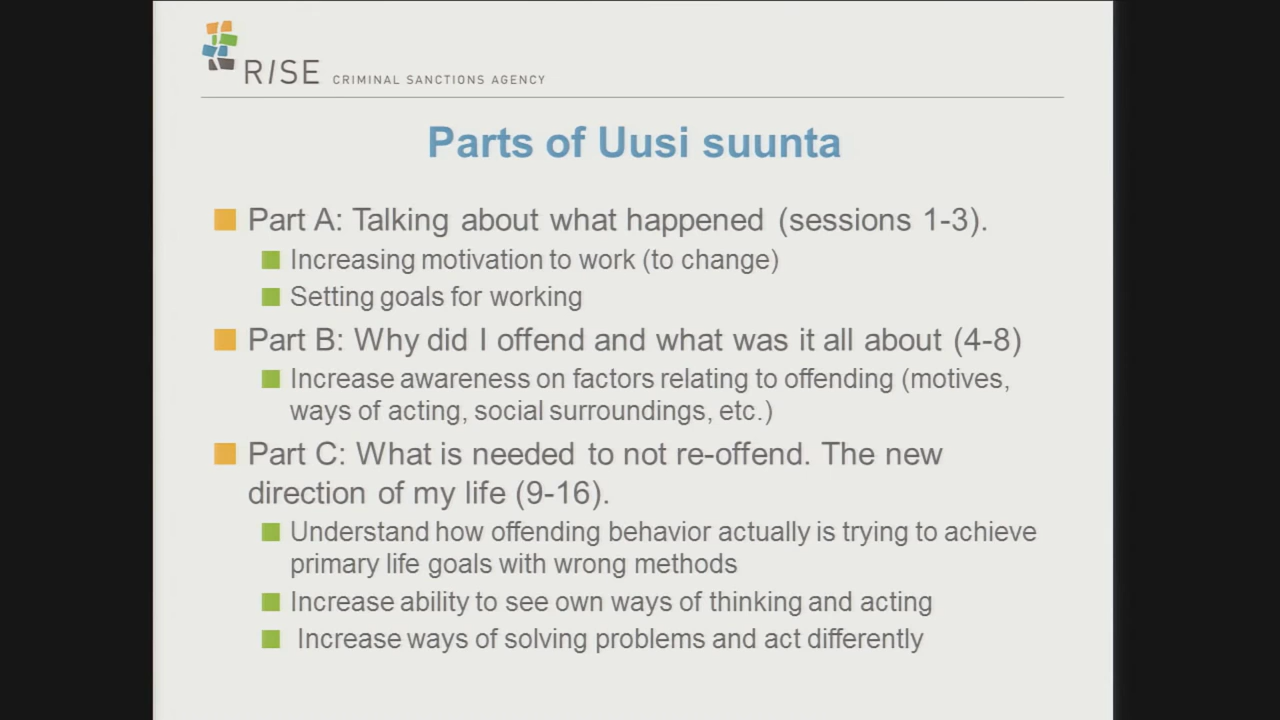 RISE CRIMINAL SANCTIONS AGENCY
Parts of Uusi suunta
Part A: Talking about what happened (sessions 1-3).
Increasing motivation to work (to change)
Setting goals for working
Part B: Why did I offend and what was it all about (4-8)
Increase awareness on factors relating to offending (motives,
ways of acting, social surroundings, etc.)
Part C: What is needed to not re-offend. The new
direction of my life (9-16).
Understand how offending behavior actually is trying to achieve
primary life goals with wrong methods
Increase ability to see own ways of thinking and acting
Increase ways of solving problems and act differently